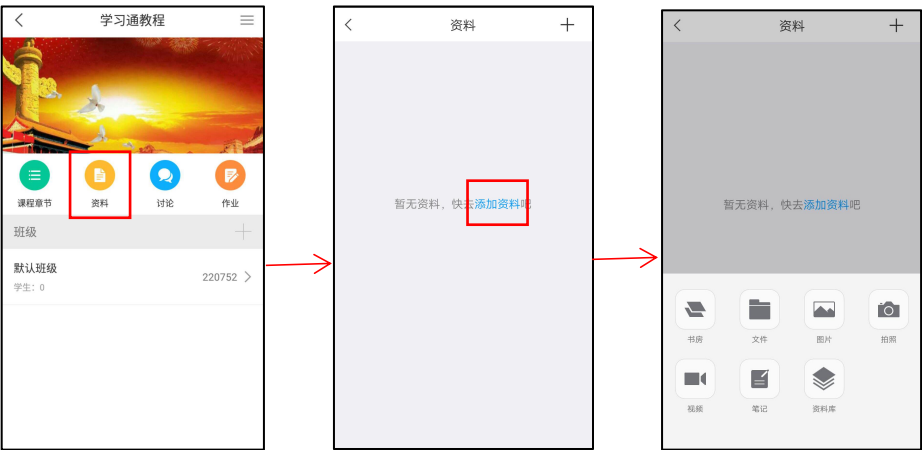 学习通教程
课程章节 资料 讨论 作业
班级
默认班级
学生：0
220752
资料
暂无资料，快去添加资料吧
资料
暂无资料，快去添加资料吧
书房 文件 图片 拍照
视频 笔记 资料库